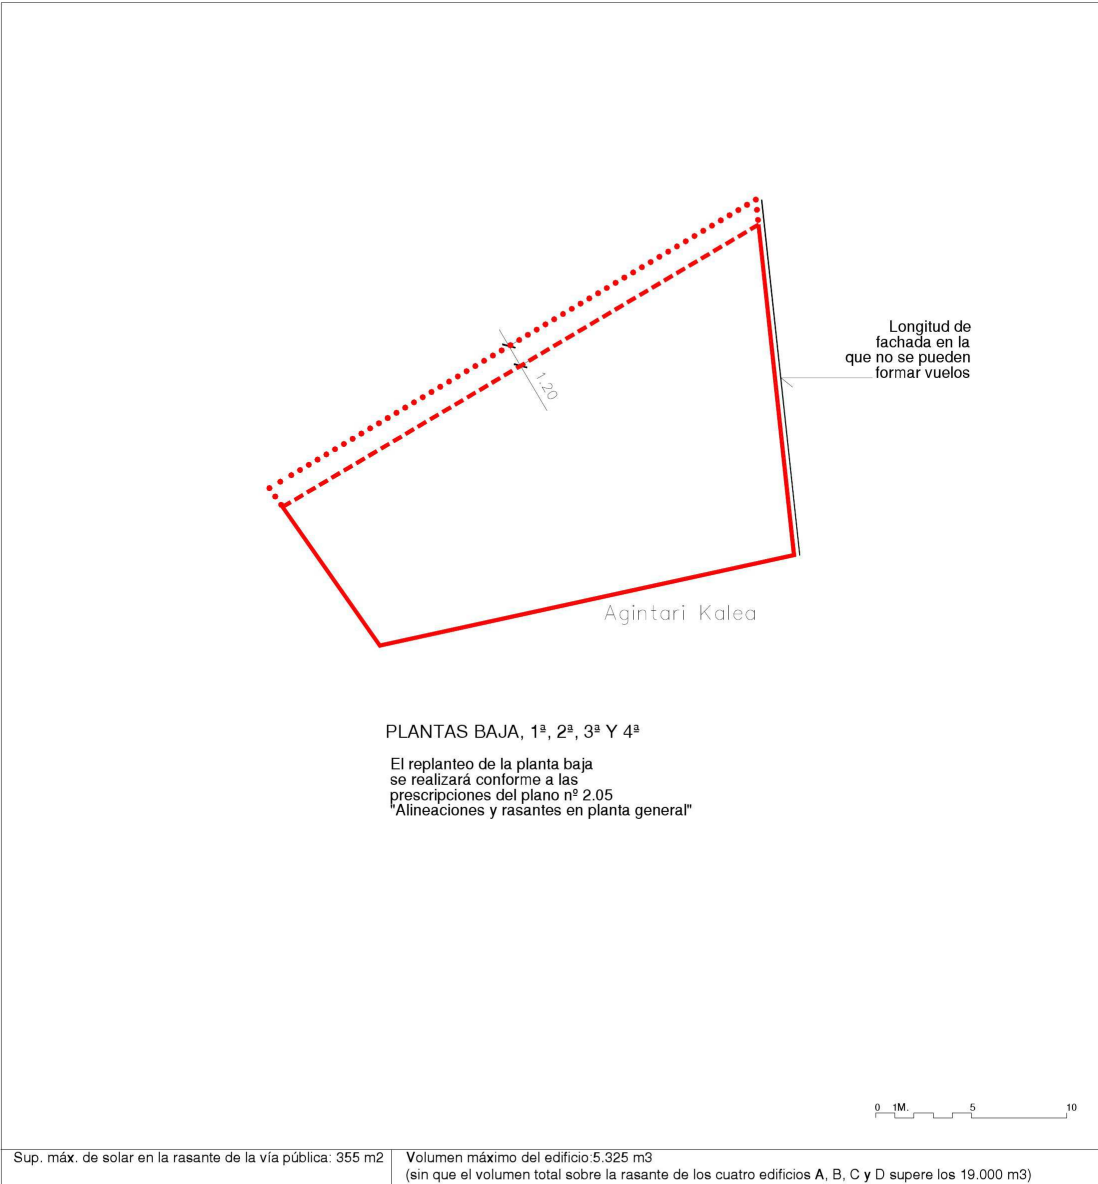 Longitud de
fachada en la
que no se pueden
formar vuelos
1.20
Agintari Kalea
PLANTAS BAJA, 1ª, 2ª, 3ª Y 4ª
El replanteo de la planta baja
se realizará conforme a las
prescripciones del plano nº 2.05
"Alineaciones y rasantes en planta general"
0 1M. 5 10
Sup. máx. de solar en la rasante de la vía pública: 355 m2
Volumen máximo del edificio:5.325 m3
(sin que el volumen total sobre la rasante de los cuatro edificios A, B, C y D supere los 19.000 m3)